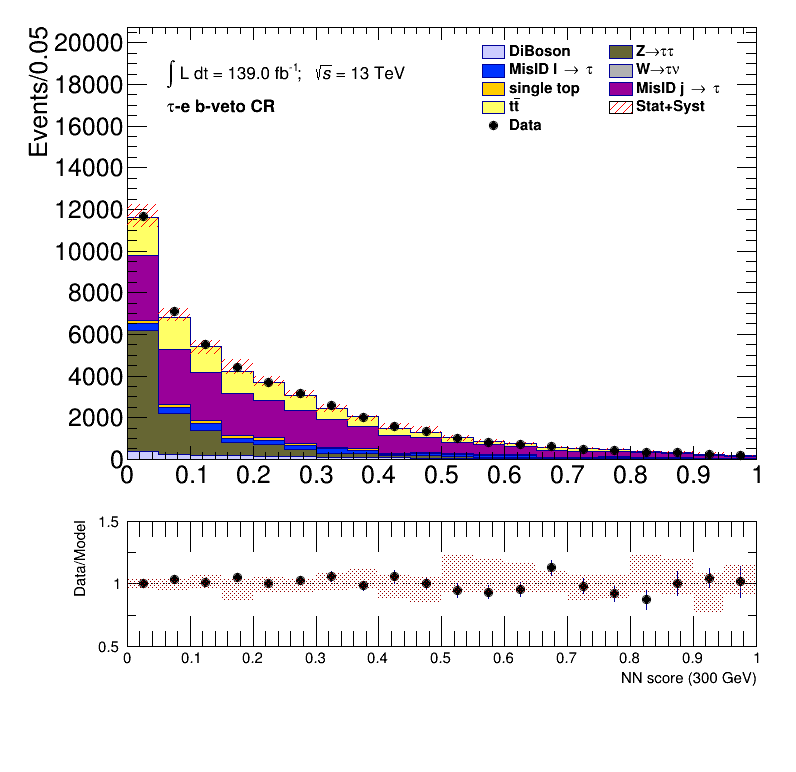 Events/0.05
20000
18000
16000
14000
12000
10000
8000
6000
4000
2000
0
∫ L dt = 139.0 fb⁻¹; √s = 13 TeV
τ-e b-veto CR
DiBoson
MisID l → τ
single top
tt̄
Data
Z→ττ
W→τν
MisID j → τ
Stat+Syst
0 0.1 0.2 0.3 0.4 0.5 0.6 0.7 0.8 0.9 1
Data/Model
1.5
1
0.5
0 0.1 0.2 0.3 0.4 0.5 0.6 0.7 0.8 0.9 1
NN score (300 GeV)